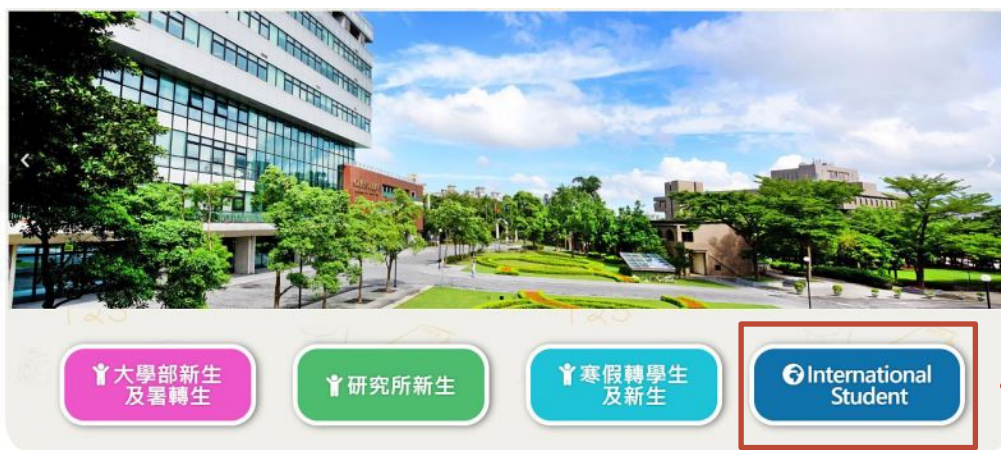 大學部新生
及暑轉生
研究所新生
寒假轉學生
及新生
International
Student